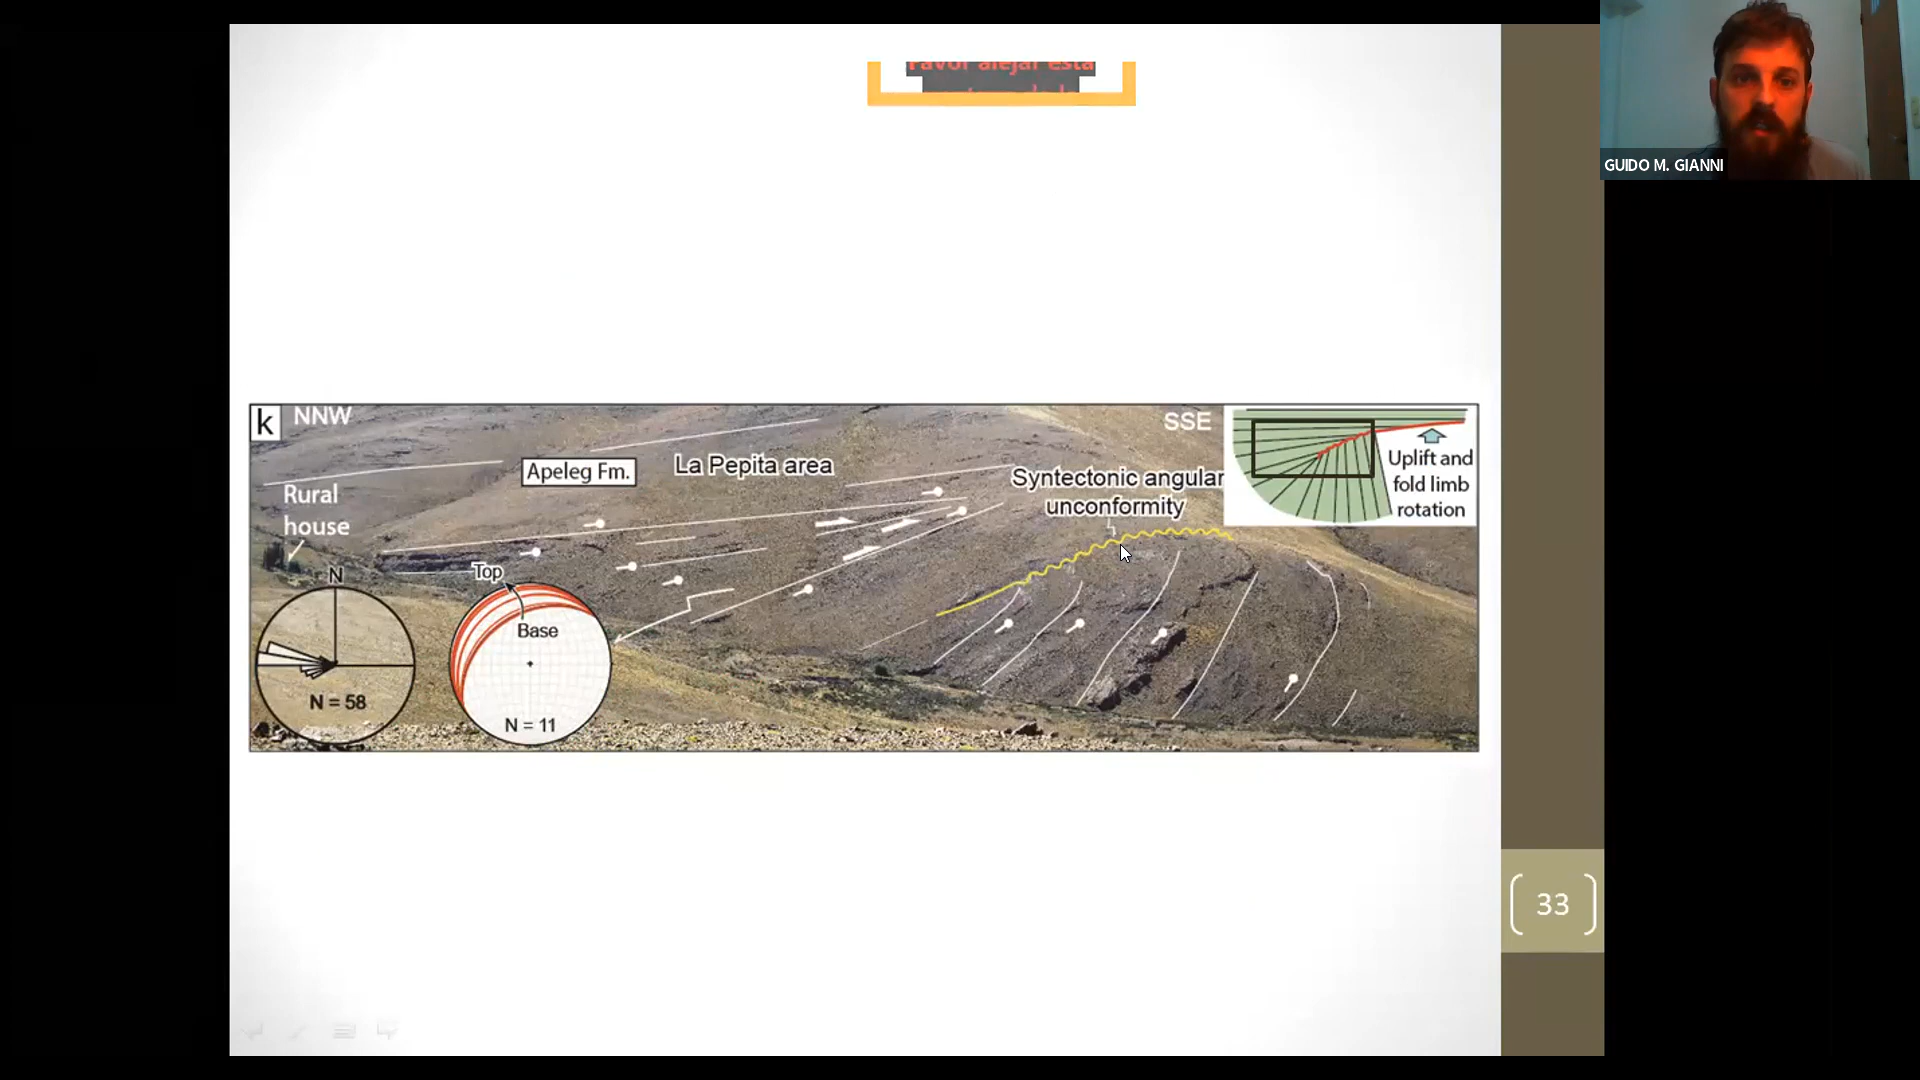 Favor alejar esta
GUIDO M. GIANNI
k
NNW
SSE
La Pepita area
Apeleg Fm.
Syntectonic angular
unconformity
Uplift and
fold limb
rotation
Rural
house
N
Top
Base
N = 58
N = 11
33